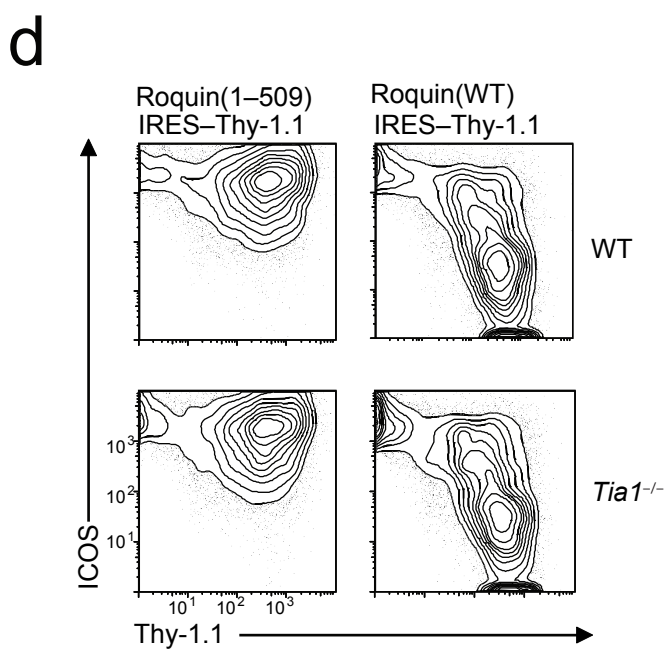 d
Roquin(1–509)
IRES–Thy-1.1
Roquin(WT)
IRES–Thy-1.1
WT
Tia1–/–
10³
10²
10¹
ICOS
10¹ 10² 10³
Thy-1.1